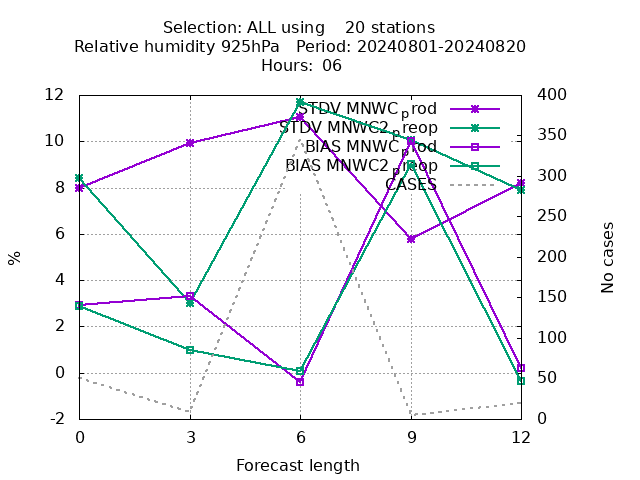 Selection: ALL using    20 stations
Relative humidity 925hPa   Period: 20240801-20240820
Hours: 06
12
10
8
6
4
2
0
-2
400
350
300
250
200
150
100
50
0
STDV MNWC_prod
STDV MNWC2_preop
BIAS MNWC_prod
BIAS MNWC2_preop
CASES
%
No cases
0 3 6 9 12
Forecast length